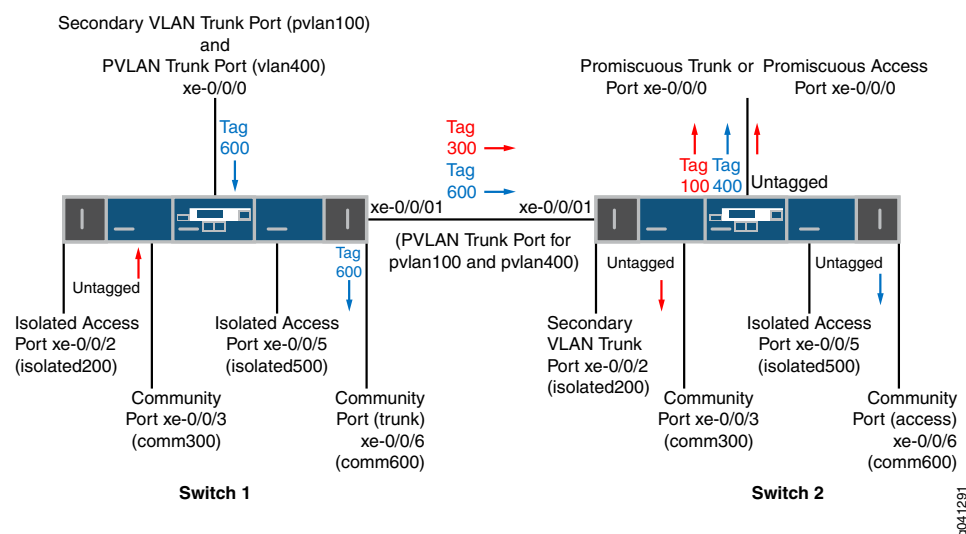 Secondary VLAN Trunk Port (pvlan100)
and
PVLAN Trunk Port (vlan400)
xe-0/0/0
Tag
600
Tag
300
Tag
600
Promiscuous Trunk or
Port xe-0/0/0
Promiscuous Access
Port xe-0/0/0
Tag
100
Tag
400
Untagged
xe-0/0/01
xe-0/0/01
(PVLAN Trunk Port for
pvlan100 and pvlan400)
Untagged
Tag
600
Isolated Access
Port xe-0/0/2
(isolated200)
Community
Port xe-0/0/3
(comm300)
Isolated Access
Port xe-0/0/5
(isolated500)
Community
Port (trunk)
xe-0/0/6
(comm600)
Switch 1
Untagged
Untagged
Secondary
VLAN Trunk
Port xe-0/0/2
(isolated200)
Community
Port xe-0/0/3
(comm300)
Isolated Access
Port xe-0/0/5
(isolated500)
Community
Port (access)
xe-0/0/6
(comm600)
Switch 2
g041291